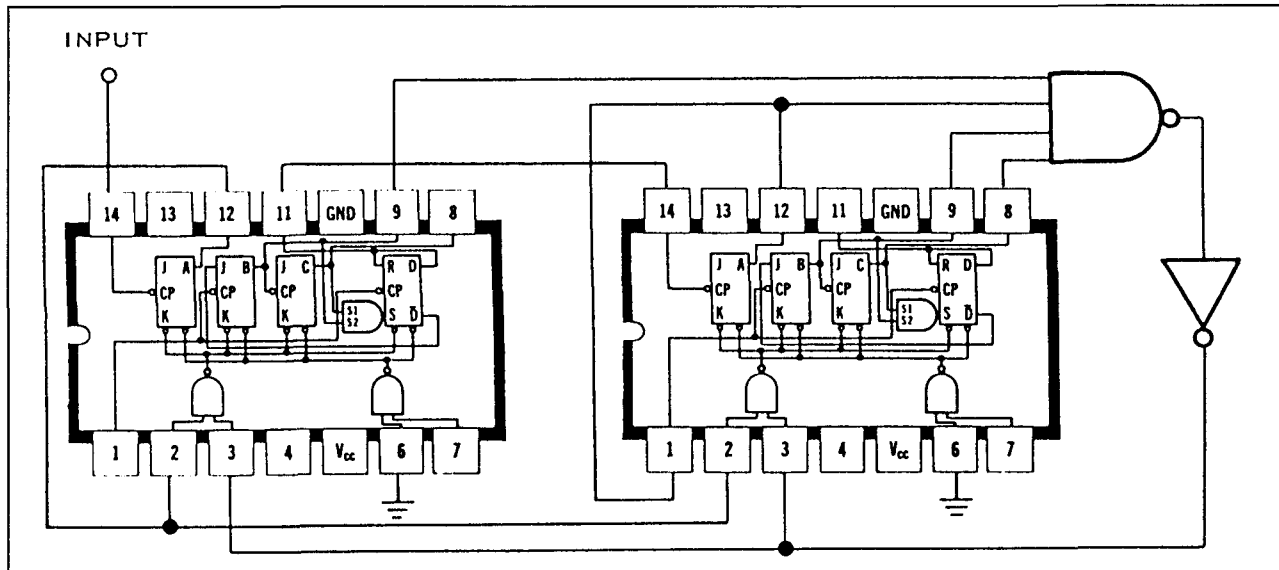 INPUT
14 13 12 11 GND 9 8
J A J B J C R D
CP CP CP CP
K K K S D̅
S1
S2
1 2 3 4 Vcc 6 7
14 13 12 11 GND 9 8
J A J B J C R D
CP CP CP CP
K K K S D̅
S1
S2
1 2 3 4 Vcc 6 7